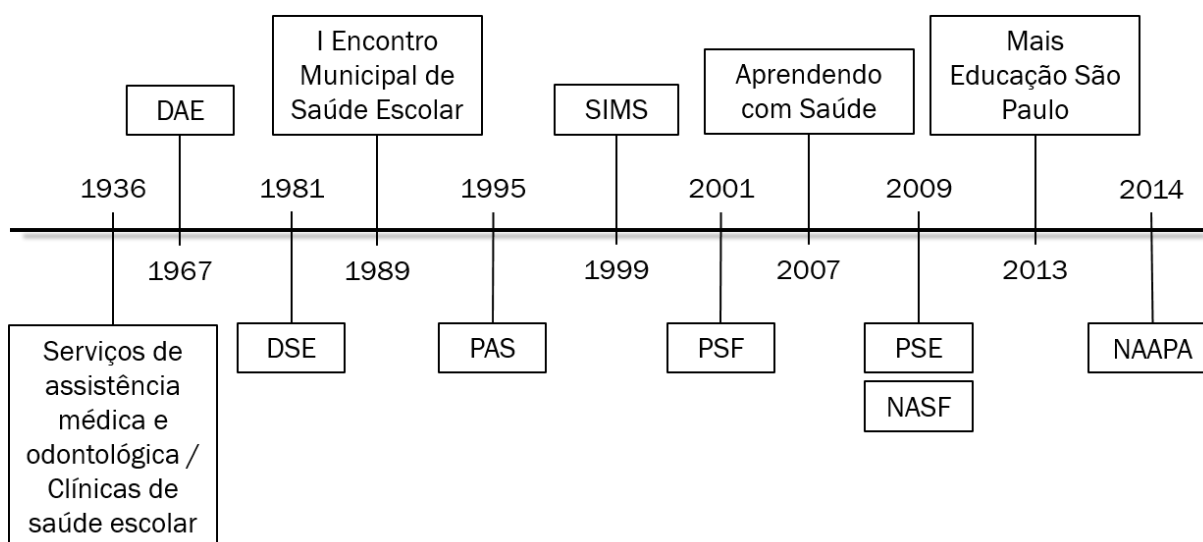 I Encontro
Municipal de
Saúde Escolar
Mais
Educação São
Paulo
Aprendendo
com Saúde
DAE
SIMS
1936
1981
1995
2001
2009
2014
1967
1989
1999
2007
2013
Serviços de
assistência
médica e
odontológica /
Clínicas de
saúde escolar
DSE
PAS
PSF
PSE
NASF
NAAPA